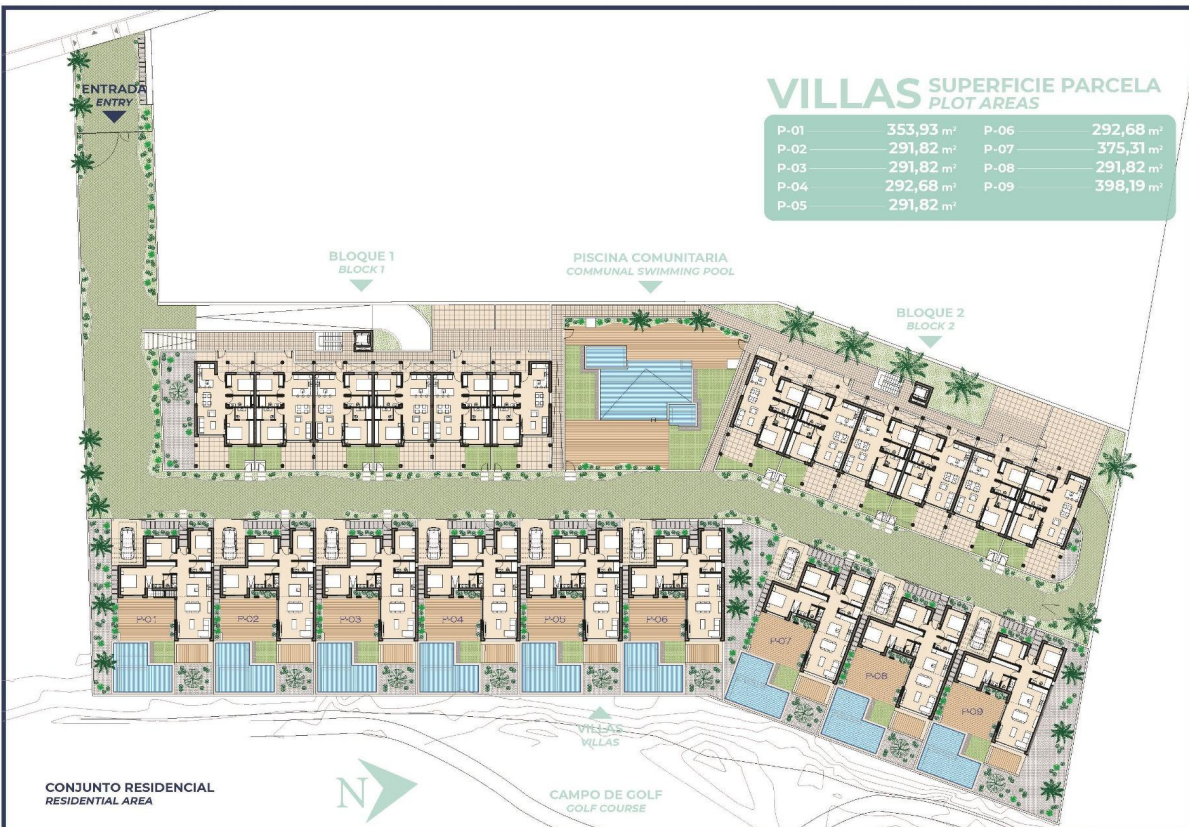 ENTRADA
ENTRY
VILLAS SUPERFICIE PARCELA
PLOT AREAS
P-01 353,93 m² P-06 292,68 m²
P-02 291,82 m² P-07 375,31 m²
P-03 291,82 m² P-08 291,82 m²
P-04 292,68 m² P-09 398,19 m²
P-05 291,82 m²
BLOQUE 1
BLOCK 1
PISCINA COMUNITARIA
COMMUNAL SWIMMING POOL
BLOQUE 2
BLOCK 2
P-01
P-02
P-03
P-04
P-05
P-06
P-07
P-08
P-09
VILLAS
VILLAS
CONJUNTO RESIDENCIAL
RESIDENTIAL AREA
N
CAMPO DE GOLF
GOLF COURSE